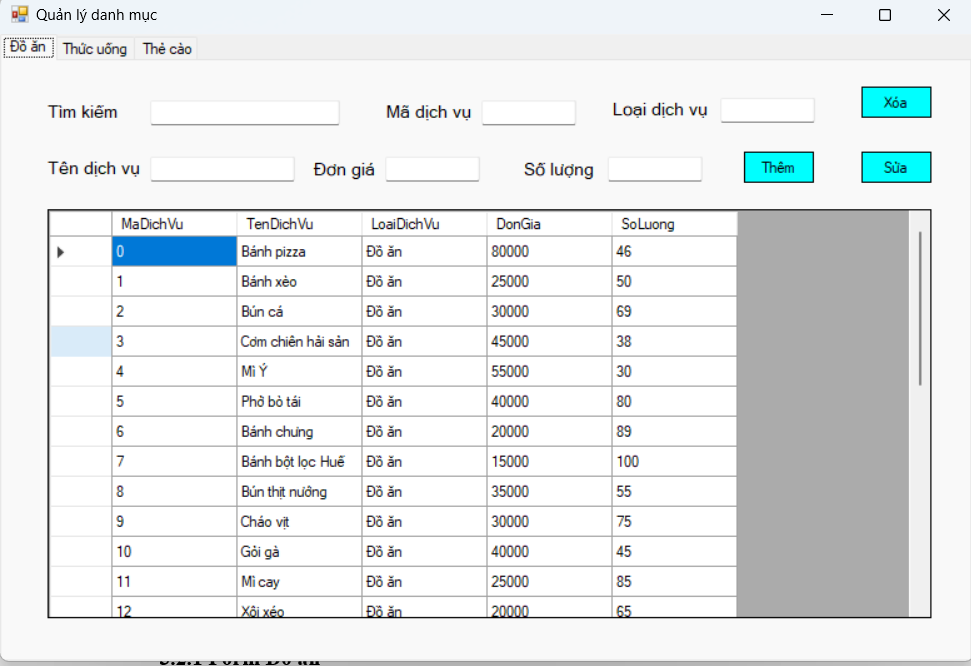 Quản lý danh mục
Đồ ăn Thức uống Thẻ cào
Tìm kiếm Mã dịch vụ Loại dịch vụ Xóa
Tên dịch vụ Đơn giá Số lượng Thêm Sửa
MaDichVu TenDichVu LoaiDichVu DonGia SoLuong
0 Bánh pizza Đồ ăn 80000 46
1 Bánh xèo Đồ ăn 25000 50
2 Bún cá Đồ ăn 30000 69
3 Cơm chiên hải sản Đồ ăn 45000 38
4 Mì Ý Đồ ăn 55000 30
5 Phở bò tái Đồ ăn 40000 80
6 Bánh chưng Đồ ăn 20000 89
7 Bánh bột lọc Huế Đồ ăn 15000 100
8 Bún thịt nướng Đồ ăn 35000 55
9 Cháo vịt Đồ ăn 30000 75
10 Gỏi gà Đồ ăn 40000 45
11 Mì cay Đồ ăn 25000 85
12 Xôi xéo Đồ ăn 20000 65